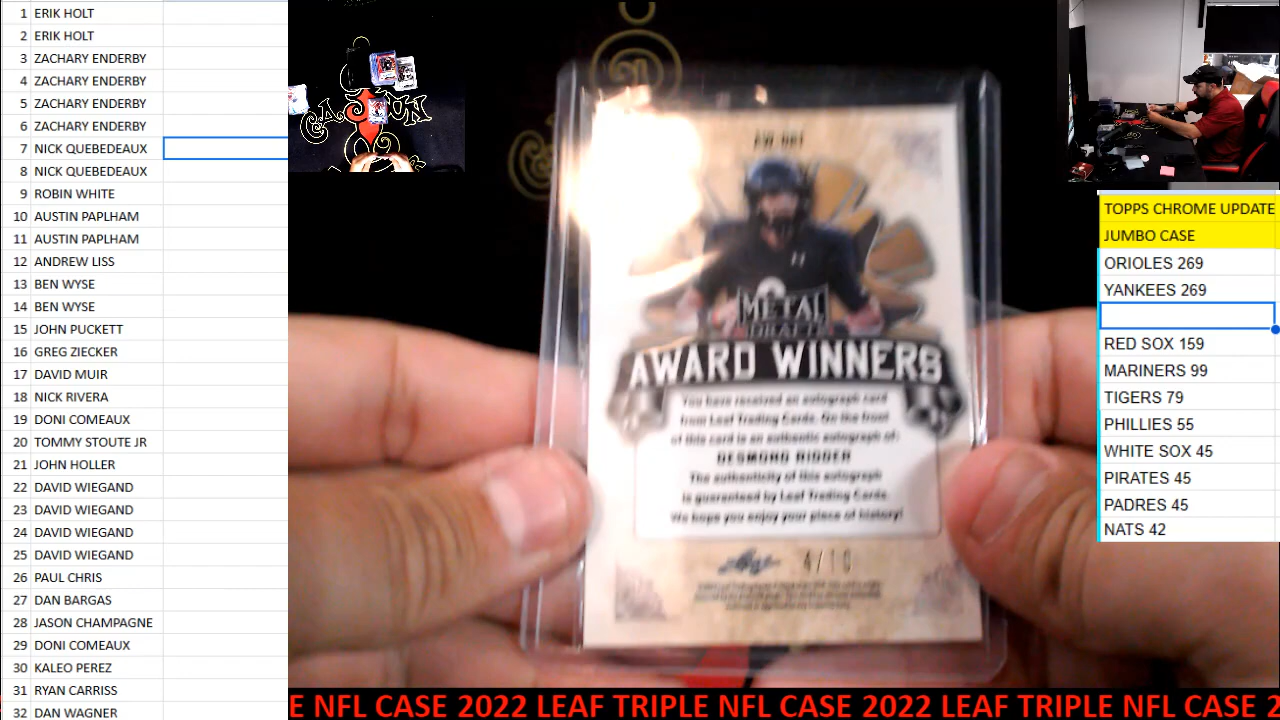 1 ERIK HOLT
2 ERIK HOLT
3 ZACHARY ENDERBY
4 ZACHARY ENDERBY
5 ZACHARY ENDERBY
6 ZACHARY ENDERBY
7 NICK QUEBEDEAUX
8 NICK QUEBEDEAUX
9 ROBIN WHITE
10 AUSTIN PAPLHAM
11 AUSTIN PAPLHAM
12 ANDREW LISS
13 BEN WYSE
14 BEN WYSE
15 JOHN PUCKETT
16 GREG ZIECKER
17 DAVID MUIR
18 NICK RIVERA
19 DONI COMEAUX
20 TOMMY STOUTE JR
21 JOHN HOLLER
22 DAVID WIEGAND
23 DAVID WIEGAND
24 DAVID WIEGAND
25 DAVID WIEGAND
26 PAUL CHRIS
27 DAN BARGAS
28 JASON CHAMPAGNE
29 DONI COMEAUX
30 KALEO PEREZ
31 RYAN CARRISS
32 DAN WAGNER
METAL
DRAFT
AWARD WINNERS
You have received an autograph card
from Leaf Trading Cards. On the front
of this card is an authentic autograph of:
DESMOND RIDDER
The authenticity of this autograph
is guaranteed by Leaf Trading Cards.
We hope you enjoy your piece of history!
4/10
TOPPS CHROME UPDATE
JUMBO CASE
ORIOLES 269
YANKEES 269
RED SOX 159
MARINERS 99
TIGERS 79
PHILLIES 55
WHITE SOX 45
PIRATES 45
PADRES 45
NATS 42
E NFL CASE 2022 LEAF TRIPLE NFL CASE 2022 LEAF TRIPLE NFL CASE 2